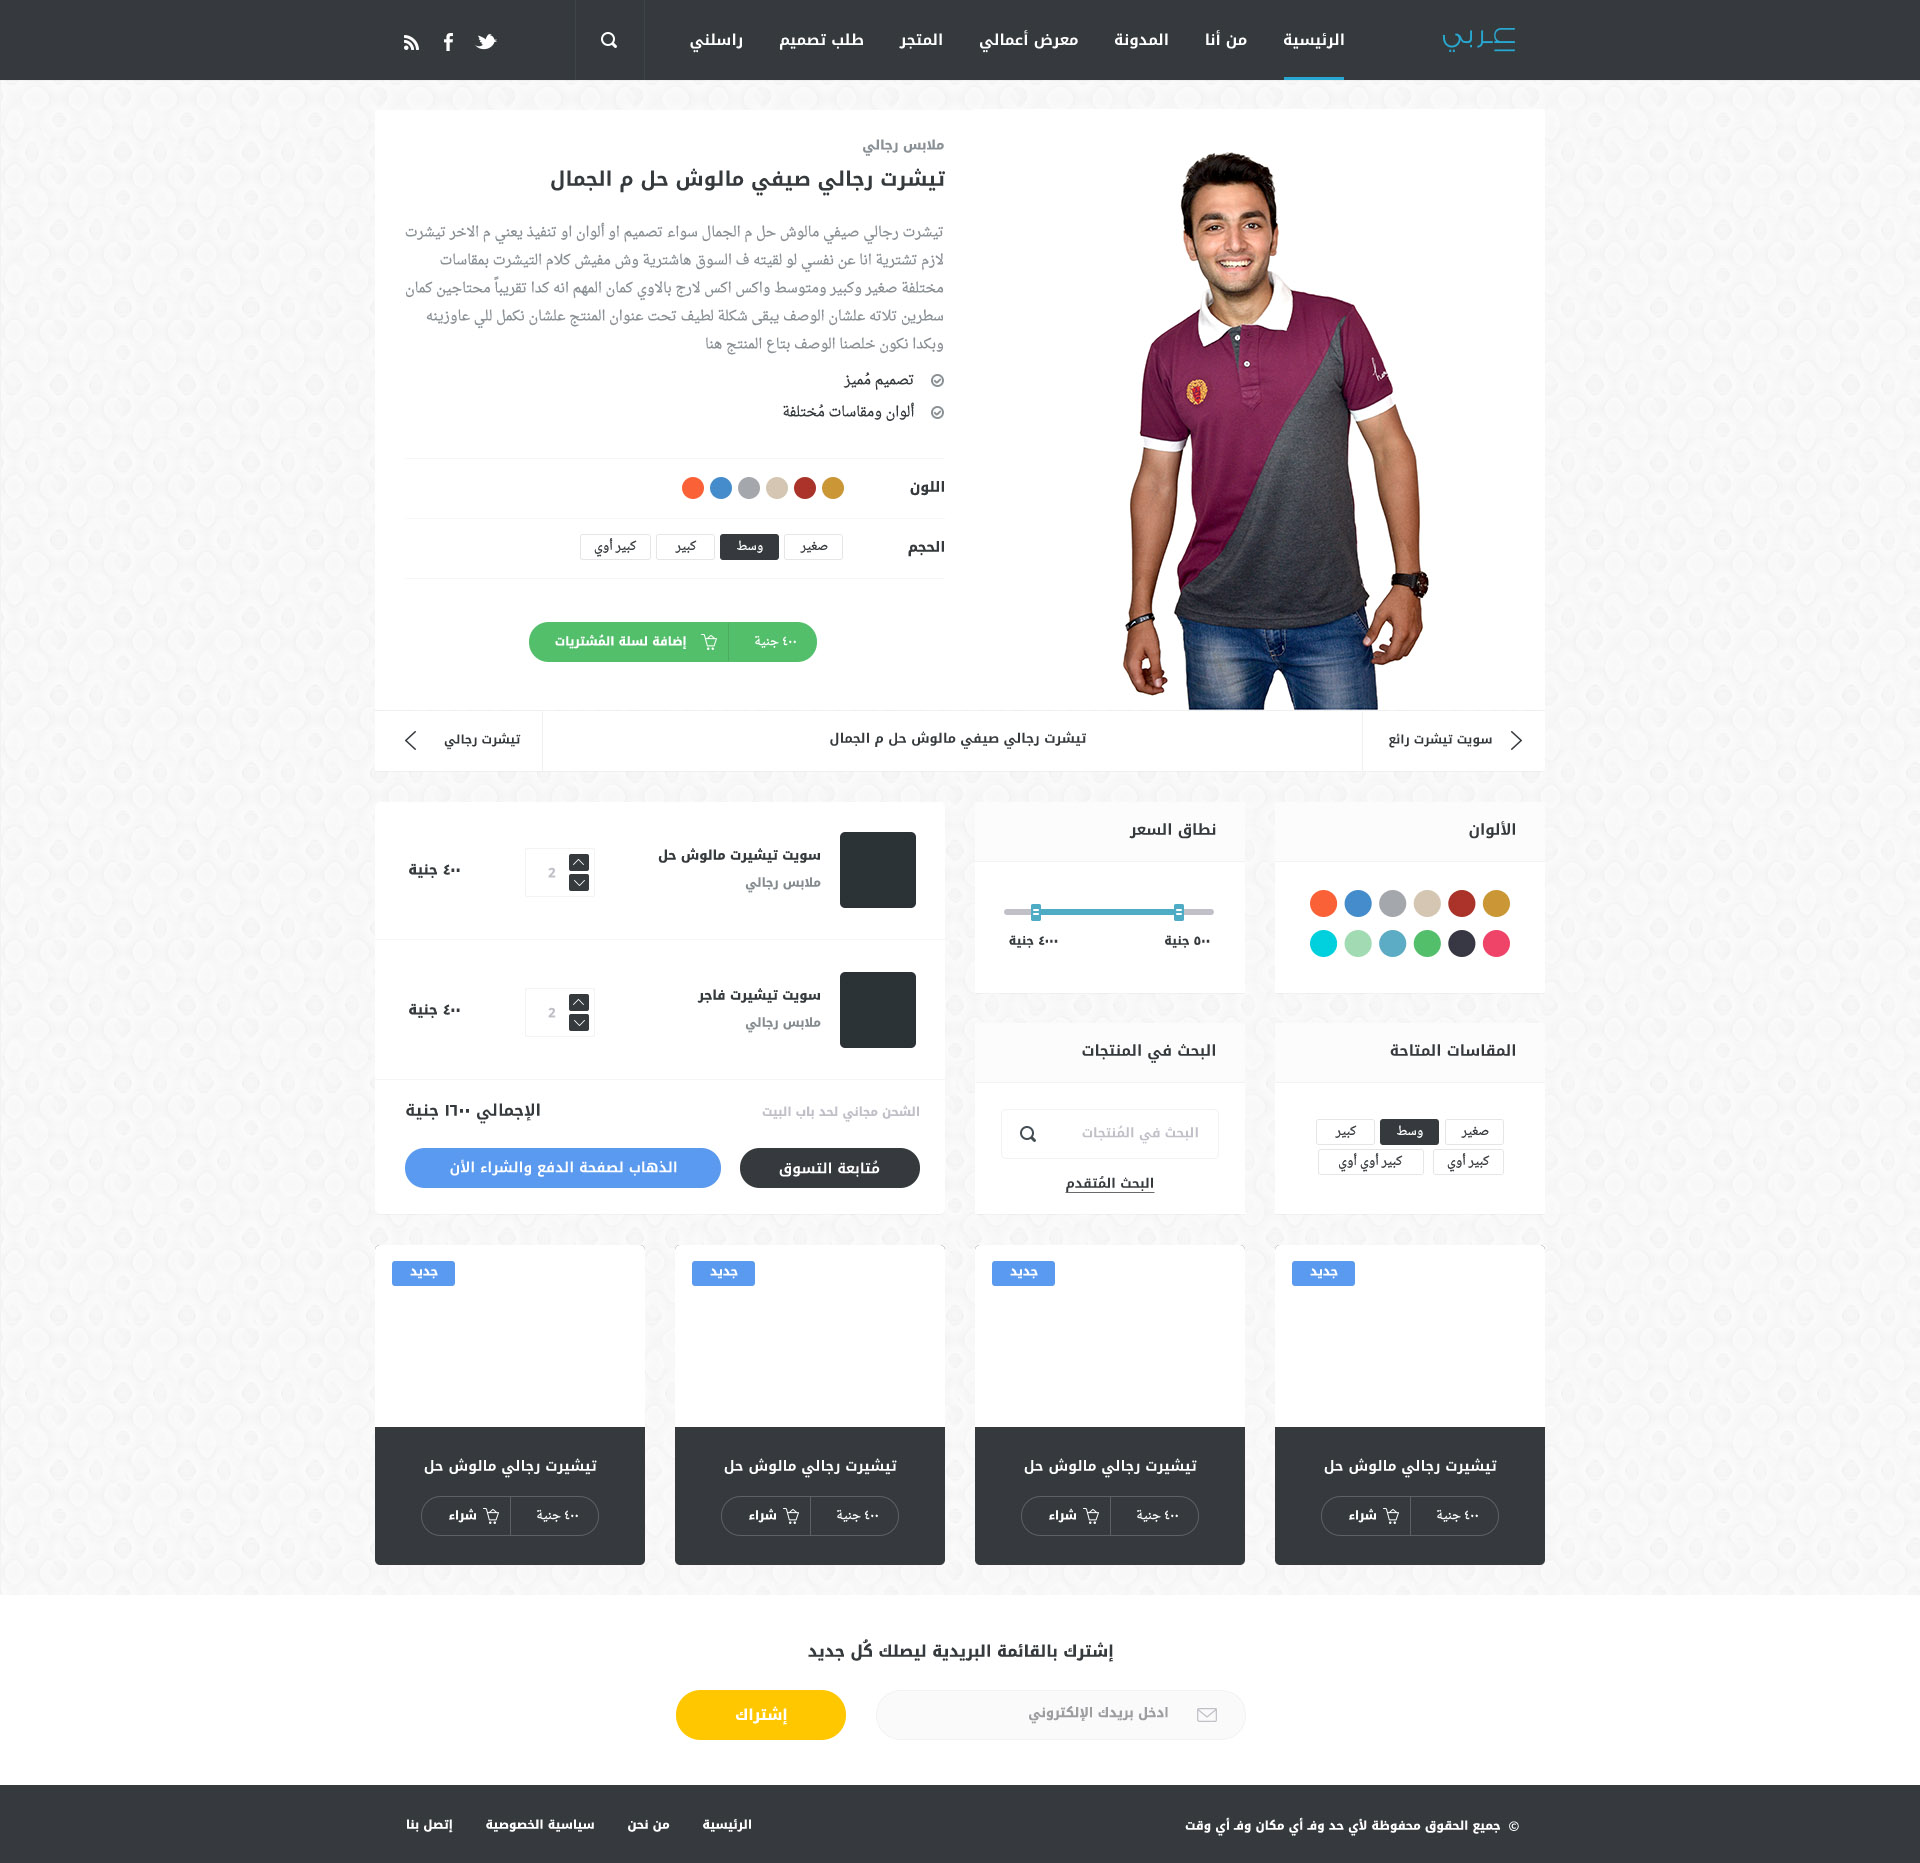 عربي
الرئيسية
من أنا
المدونة
معرض أعمالي
المتجر
طلب تصميم
راسلني
ملابس رجالي
تيشرت رجالي صيفي مالوش حل م الجمال
تيشرت رجالي صيفي مالوش حل م الجمال سواء تصميم او ألوان او تنفيذ يعني م الاخر تيشرت
لازم تشترية انا عن نفسي لو لقيته ف السوق هاشترية وش مفيش كلام التيشرت بمقاسات
مختلفة صغير وكبير ومتوسط واكس اكس لارج بالاوي كمان المهم انه كدا تقريباً محتاجين كمان
سطرين تلاته علشان الوصف يبقى شكلة لطيف تحت عنوان المنتج علشان نكمل للي عاوزينه
وبكدا نكون خلصنا الوصف بتاع المنتج هنا
تصميم مُميز
ألوان ومقاسات مُختلفة
اللون
الحجم
صغير
وسط
كبير
كبير أوي
٤٠٠ جنية
إضافة لسلة المُشتريات
سويت تيشرت رائع
تيشرت رجالي صيفي مالوش حل م الجمال
تيشرت رجالي
الألوان
نطاق السعر
٥٠٠ جنية
٤٠٠٠ جنية
سويت تيشيرت مالوش حل
ملابس رجالي
2
٤٠٠ جنية
سويت تيشيرت فاجر
ملابس رجالي
2
٤٠٠ جنية
المقاسات المتاحة
صغير
وسط
كبير
كبير أوي
كبير أوي أوي
البحث في المنتجات
البحث في المُنتجات
البحث المُتقدم
الشحن مجاني لحد باب البيت
الإجمالي ١٦٠٠ جنية
مُتابعة التسوق
الذهاب لصفحة الدفع والشراء الأن
جديد
جديد
جديد
جديد
تيشيرت رجالي مالوش حل
٤٠٠ جنية
شراء
تيشيرت رجالي مالوش حل
٤٠٠ جنية
شراء
تيشيرت رجالي مالوش حل
٤٠٠ جنية
شراء
تيشيرت رجالي مالوش حل
٤٠٠ جنية
شراء
إشترك بالقائمة البريدية ليصلك كُل جديد
ادخل بريدك الإلكتروني
إشتراك
© جميع الحقوق محفوظة لأي حد وفـ أي مكان وفـ أي وقت
الرئيسية
من نحن
سياسية الخصوصية
إتصل بنا